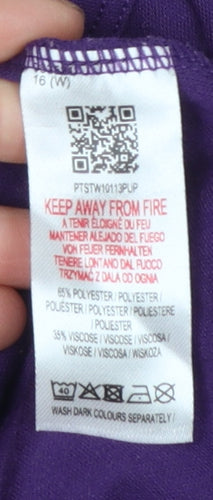 16 (W)
PTSTW10113PUP
KEEP AWAY FROM FIRE
A TENIR ÉLOIGNÉ DU FEU
MANTENER ALEJADO DEL FUEGO
VON FEUER FERNHALTEN
TENERE LONTANO DAL FUOCO
TRZYMAĆ Z DALA OD OGNIA
65% POLYESTER / POLYESTER /
POLIÉSTER / POLYESTER / POLIESTERE
/ POLIESTER
35% VISCOSE / VISCOSE / VISCOSA /
VISKOSE / VISCOSA / WISKOZA
40
WASH DARK COLOURS SEPARATELY /